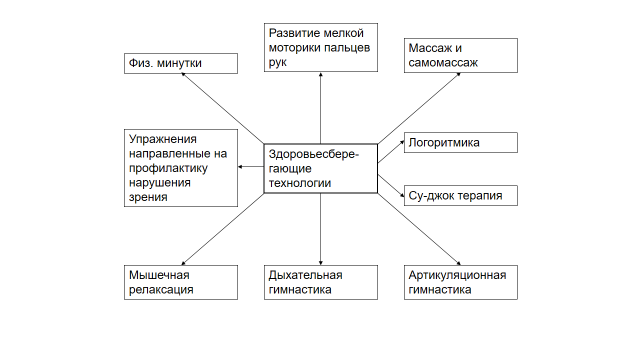 Развитие мелкой
моторики пальцев
рук
Физ. минутки
Массаж и
самомассаж
Упражнения
направленные на
профилактику
нарушения
зрения
Здоровьесбере-
гающие
технологии
Логоритмика
Су-джок терапия
Мышечная
релаксация
Дыхательная
гимнастика
Артикуляционная
гимнастика